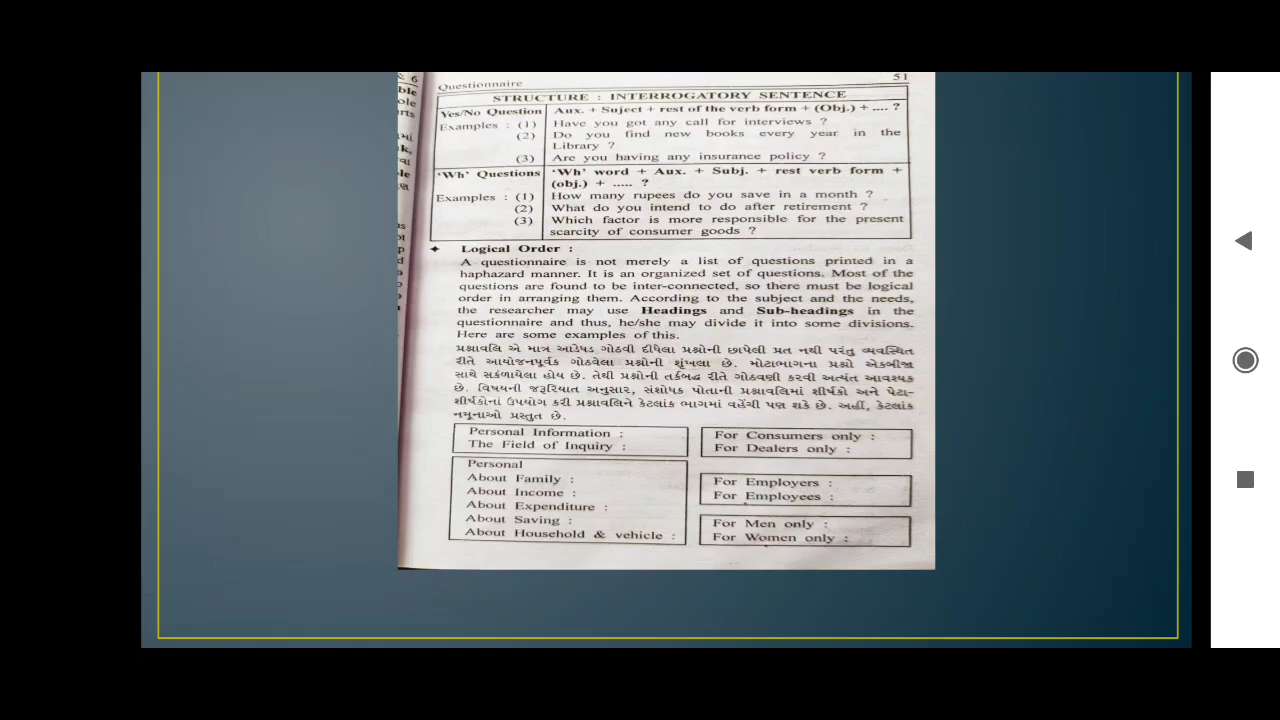 Questionnaire 51
STRUCTURE : INTERROGATORY SENTENCE
Yes/No Question Aux. + Suject + rest of the verb form + (Obj.) + .... ?
Examples : (1) Have you got any call for interviews ?
(2) Do you find new books every year in the
Library ?
(3) Are you having any insurance policy ?
'Wh' Questions 'Wh' word + Aux. + Subj. + rest verb form +
(obj.) + ..... ?
Examples : (1) How many rupees do you save in a month ?
(2) What do you intend to do after retirement ?
(3) Which factor is more responsible for the present
scarcity of consumer goods ?
✦ Logical Order :
A questionnaire is not merely a list of questions printed in a
haphazard manner. It is an organized set of questions. Most of the
questions are found to be inter-connected, so there must be logical
order in arranging them. According to the subject and the needs,
the researcher may use Headings and Sub-headings in the
questionnaire and thus, he/she may divide it into some divisions.
Here are some examples of this.
પ્રશ્નાવલિ એ માત્ર આડેધડ ગોઠવી દીધેલા પ્રશ્નોની છાપેલી પ્રત નથી પરંતુ વ્યવસ્થિત
રીતે આયોજનપૂર્વક ગોઠવેલા પ્રશ્નોની શૃંખલા છે. મોટાભાગના પ્રશ્નો એકબીજા
સાથે સંકળાયેલા હોય છે. તેથી પ્રશ્નોની તર્કબદ્ધ રીતે ગોઠવણી કરવી અત્યંત આવશ્યક
છે. વિષયની જરૂરિયાત અનુસાર, સંશોધક પોતાની પ્રશ્નાવલિમાં શીર્ષકો અને પેટા-
શીર્ષકોનાં ઉપયોગ કરી પ્રશ્નાવલિને કેટલાંક ભાગમાં વહેંચી પણ શકે છે. અહીં, કેટલાંક
નમૂનાઓ પ્રસ્તુત છે.
Personal Information :
The Field of Inquiry :
Personal
About Family :
About Income :
About Expenditure :
About Saving :
About Household & vehicle :
For Consumers only :
For Dealers only :
For Employers :
For Employees :
For Men only :
For Women only :